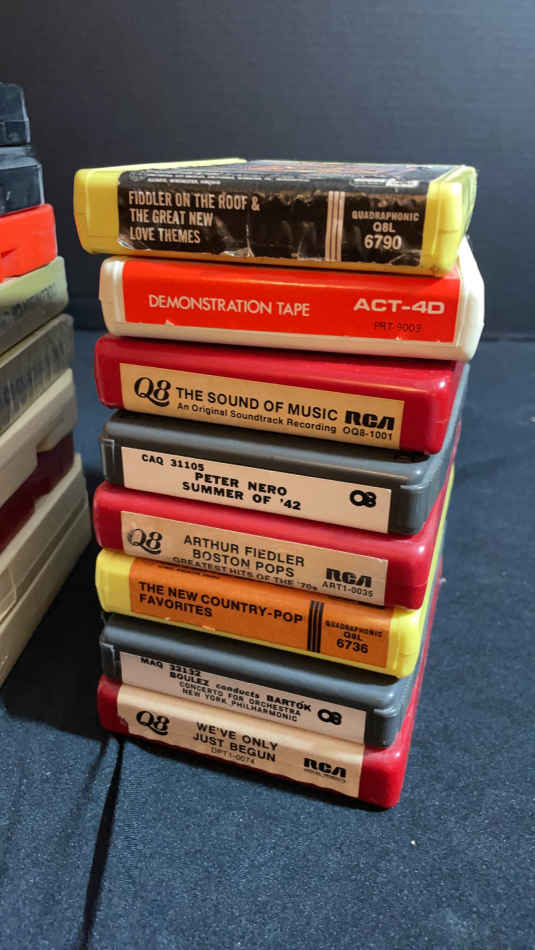 FIDDLER ON THE ROOF &
THE GREAT NEW
LOVE THEMES
QUADRAPHONIC
Q8L
6790
DEMONSTRATION TAPE
ACT-4D
PRT-9003
Q8
THE SOUND OF MUSIC
An Original Soundtrack Recording
RCA
OQ8-1001
CAQ 31105
PETER NERO
SUMMER OF '42
Q8
Q8
ARTHUR FIEDLER
BOSTON POPS
GREATEST HITS OF THE '70s
RCA
ART1-0035
THE NEW COUNTRY-POP
FAVORITES
QUADRAPHONIC
Q8L
6736
MAQ 32132
BOULEZ conducts BARTÓK
CONCERTO FOR ORCHESTRA
NEW YORK PHILHARMONIC
Q8
Q8
WE'VE ONLY
JUST BEGUN
DPT1-0074
RCA